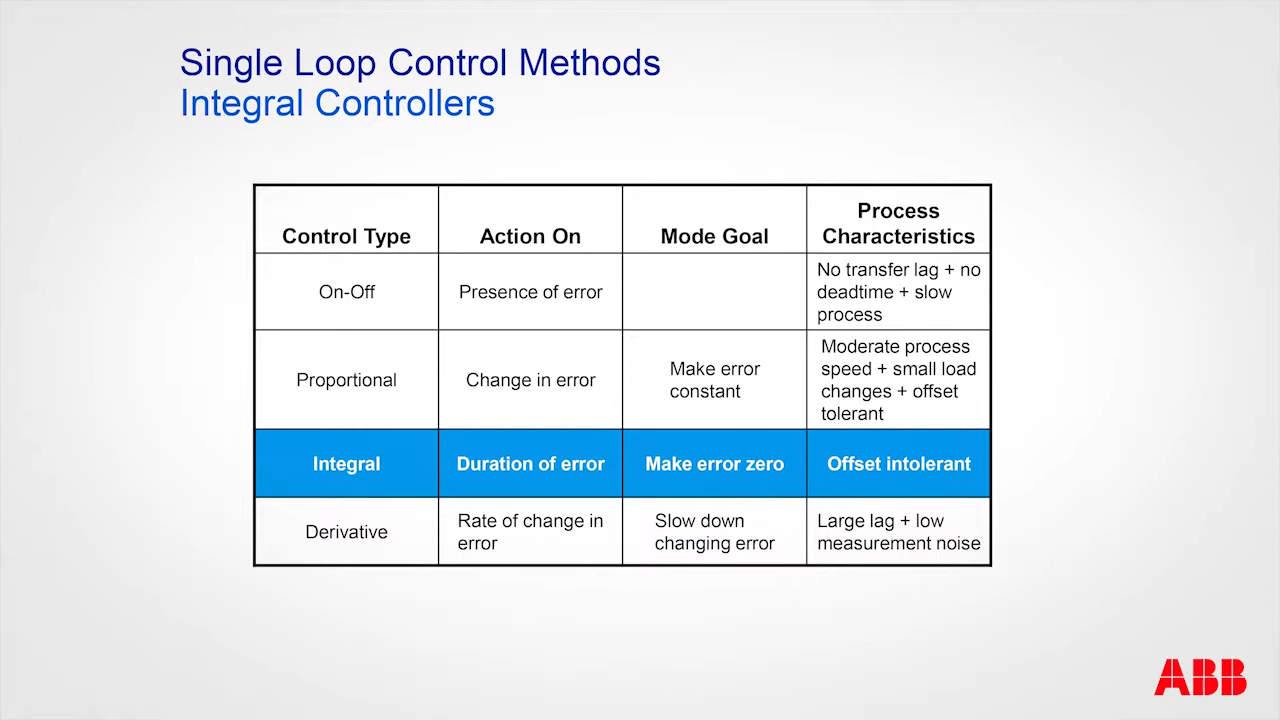 Single Loop Control Methods
Integral Controllers
Control Type
Action On
Mode Goal
Process
Characteristics
On-Off
Presence of error
No transfer lag + no
deadtime + slow
process
Proportional
Change in error
Make error
constant
Moderate process
speed + small load
changes + offset
tolerant
Integral
Duration of error
Make error zero
Offset intolerant
Derivative
Rate of change in
error
Slow down
changing error
Large lag + low
measurement noise
ABB